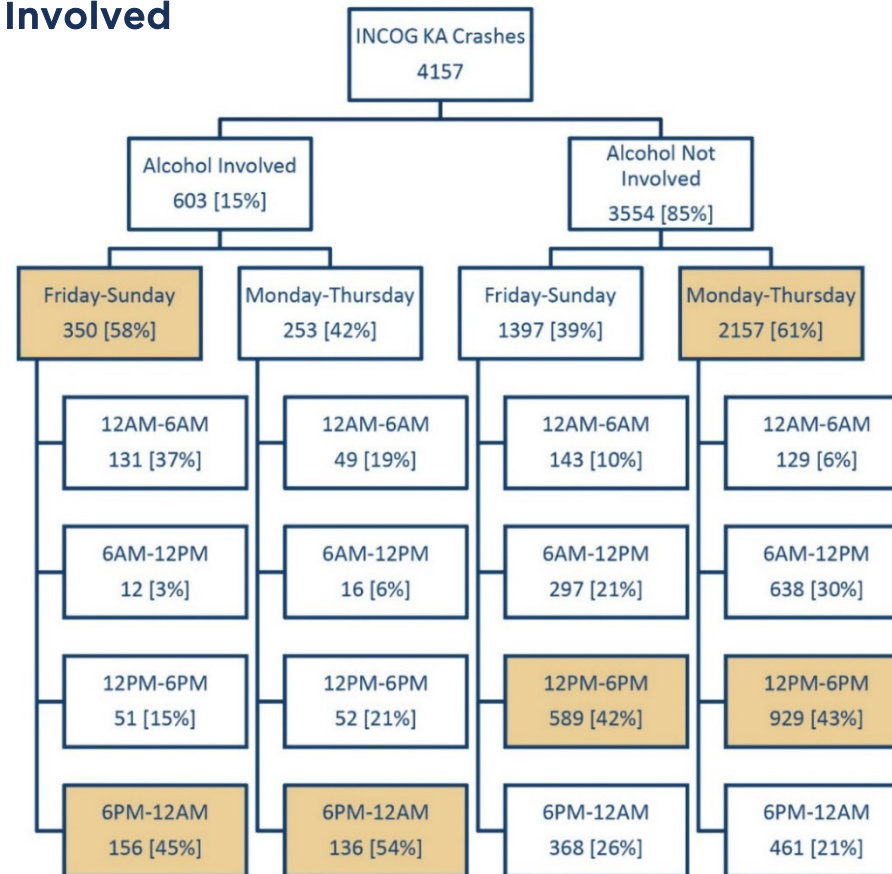 Involved
INCOG KA Crashes
4157
Alcohol Involved
603 [15%]
Alcohol Not
Involved
3554 [85%]
Friday-Sunday
350 [58%]
Monday-Thursday
253 [42%]
Friday-Sunday
1397 [39%]
Monday-Thursday
2157 [61%]
12AM-6AM
131 [37%]
12AM-6AM
49 [19%]
12AM-6AM
143 [10%]
12AM-6AM
129 [6%]
6AM-12PM
12 [3%]
6AM-12PM
16 [6%]
6AM-12PM
297 [21%]
6AM-12PM
638 [30%]
12PM-6PM
51 [15%]
12PM-6PM
52 [21%]
12PM-6PM
589 [42%]
12PM-6PM
929 [43%]
6PM-12AM
156 [45%]
6PM-12AM
136 [54%]
6PM-12AM
368 [26%]
6PM-12AM
461 [21%]